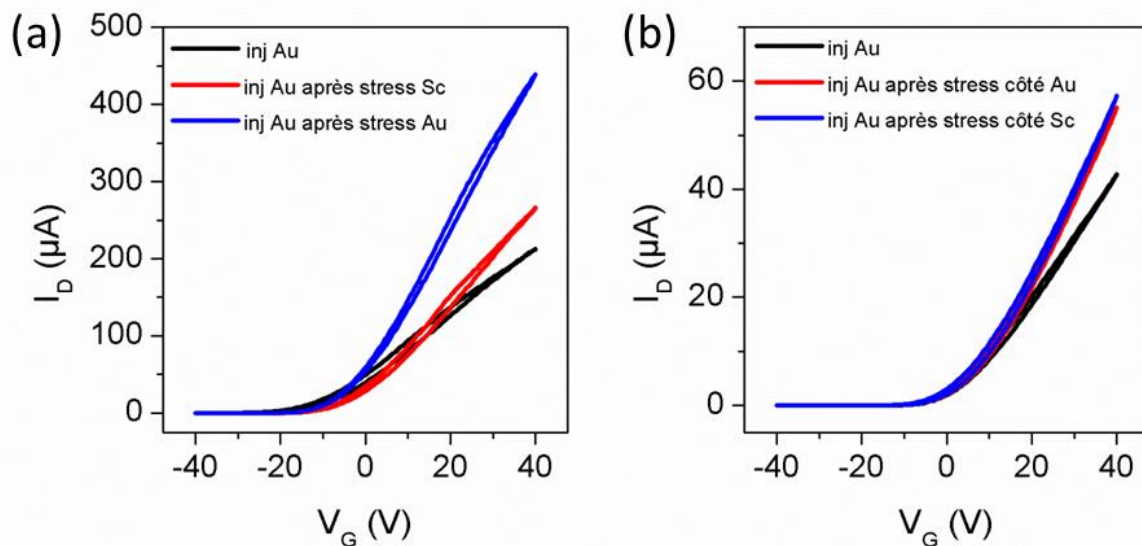 (a)
500
400
300
200
100
0
I_D (µA)
inj Au
inj Au après stress Sc
inj Au après stress Au
-40
-20
0
20
40
V_G (V)
(b)
60
40
20
0
I_D (µA)
inj Au
inj Au après stress côté Au
inj Au après stress côté Sc
-40
-20
0
20
40
V_G (V)